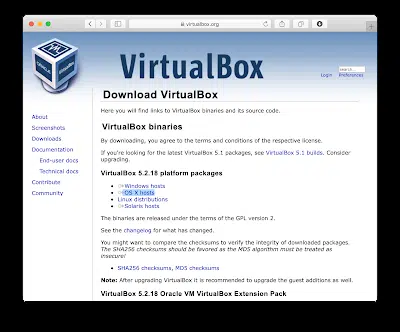 virtualbox.org
VirtualBox
search...
Login Preferences
Download VirtualBox
Here you will find links to VirtualBox binaries and its source code.
VirtualBox binaries
By downloading, you agree to the terms and conditions of the respective license.
If you're looking for the latest VirtualBox 5.1 packages, see VirtualBox 5.1 builds. Consider
upgrading.
VirtualBox 5.2.18 platform packages
Windows hosts
OS X hosts
Linux distributions
Solaris hosts
The binaries are released under the terms of the GPL version 2.
See the changelog for what has changed.
You might want to compare the checksums to verify the integrity of downloaded packages.
The SHA256 checksums should be favored as the MD5 algorithm must be treated as
insecure!
SHA256 checksums, MD5 checksums
Note: After upgrading VirtualBox it is recommended to upgrade the guest additions as well.
VirtualBox 5.2.18 Oracle VM VirtualBox Extension Pack
About
Screenshots
Downloads
Documentation
End-user docs
Technical docs
Contribute
Community